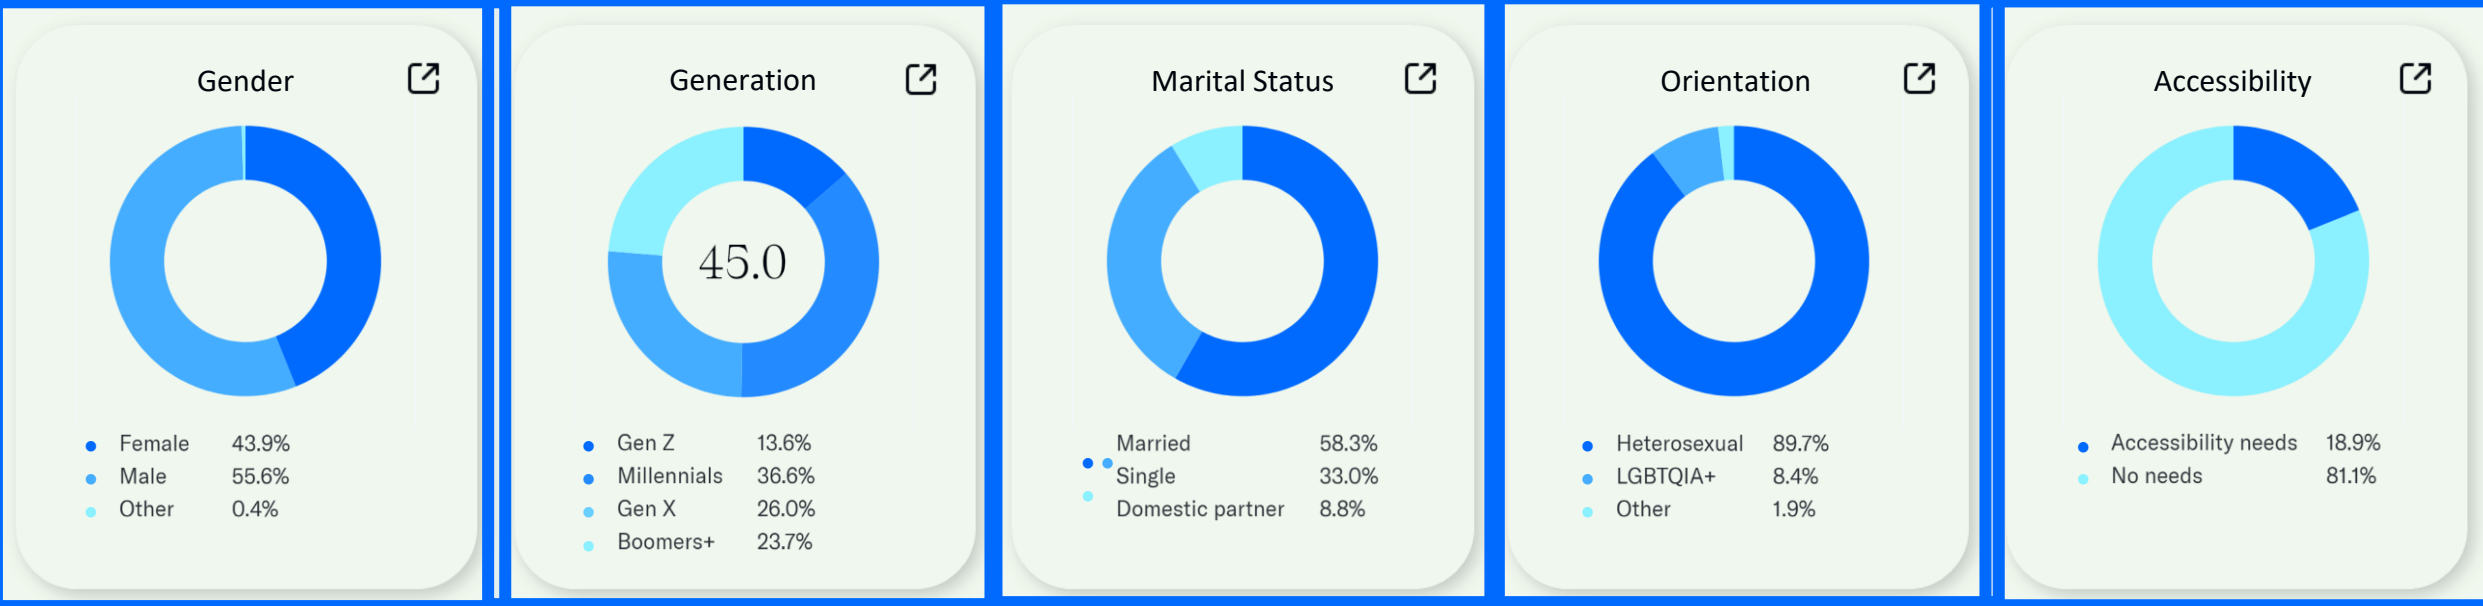 Gender
Female 43.9%
Male 55.6%
Other 0.4%
Generation
45.0
Gen Z 13.6%
Millennials 36.6%
Gen X 26.0%
Boomers+ 23.7%
Marital Status
Married 58.3%
Single 33.0%
Domestic partner 8.8%
Orientation
Heterosexual 89.7%
LGBTQIA+ 8.4%
Other 1.9%
Accessibility
Accessibility needs 18.9%
No needs 81.1%